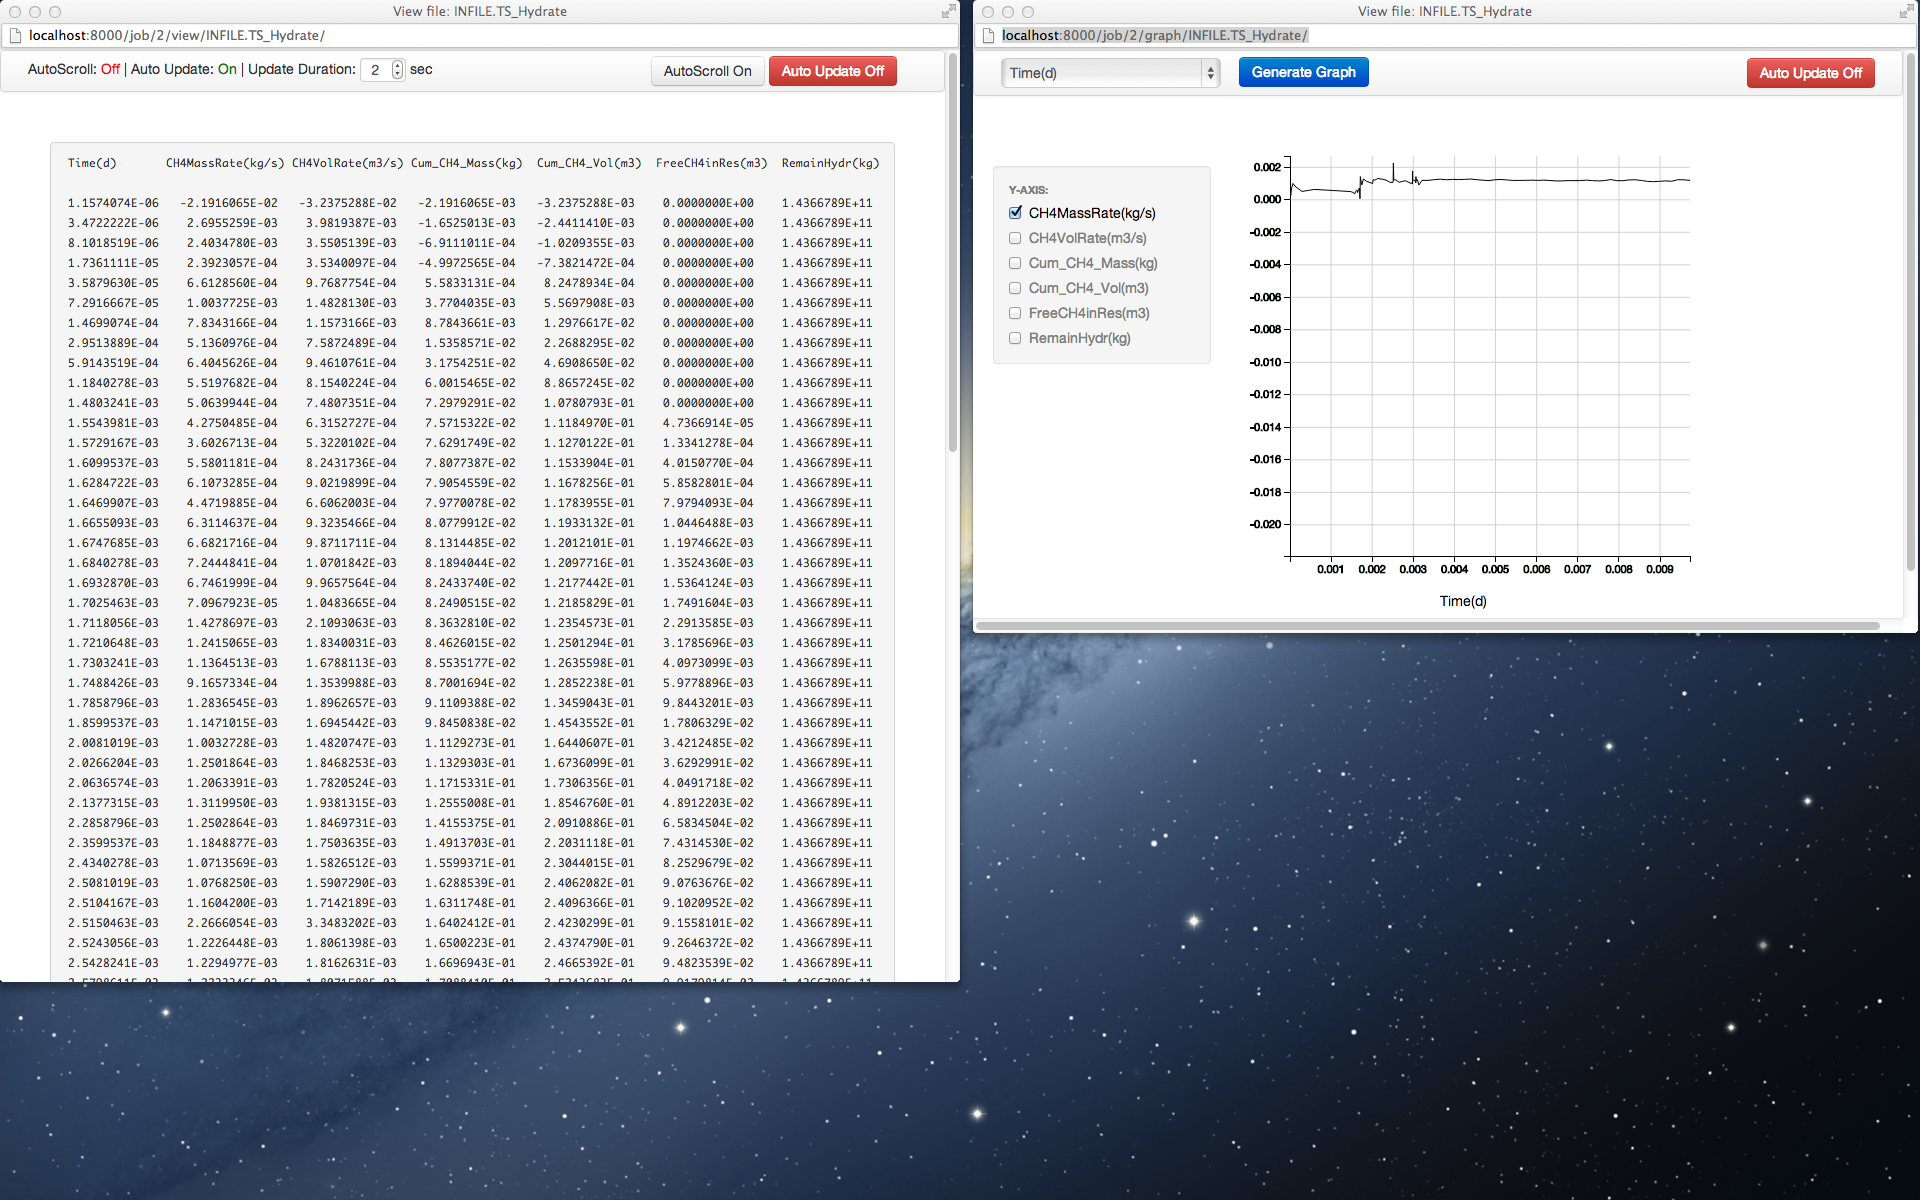 View file: INFILE.TS_Hydrate
localhost:8000/job/2/view/INFILE.TS_Hydrate/
AutoScroll: Off | Auto Update: On | Update Duration: 2 sec
AutoScroll On
Auto Update Off
Time(d) CH4MassRate(kg/s) CH4VolRate(m3/s) Cum_CH4_Mass(kg) Cum_CH4_Vol(m3) FreeCH4inRes(m3) RemainHydr(kg)
1.1574074E-06 -2.1916065E-02 -3.2375288E-02 -2.1916065E-03 -3.2375288E-03 0.0000000E+00 1.4366789E+11
3.4722222E-06 2.6955259E-03 3.9819387E-03 -1.6525013E-03 -2.4411410E-03 0.0000000E+00 1.4366789E+11
8.1018519E-06 2.4034780E-03 3.5505139E-03 -6.9111011E-04 -1.0209355E-03 0.0000000E+00 1.4366789E+11
1.7361111E-05 2.3923057E-04 3.5340097E-04 -4.9972565E-04 -7.3821472E-04 0.0000000E+00 1.4366789E+11
3.5879630E-05 6.6128560E-04 9.7687754E-04 5.5833131E-04 8.2478934E-04 0.0000000E+00 1.4366789E+11
7.2916667E-05 1.0037725E-03 1.4828130E-03 3.7704035E-03 5.5697908E-03 0.0000000E+00 1.4366789E+11
1.4699074E-04 7.8343166E-04 1.1573166E-03 8.7843661E-03 1.2976617E-02 0.0000000E+00 1.4366789E+11
2.9513889E-04 5.1360976E-04 7.5872489E-04 1.5358571E-02 2.2688295E-02 0.0000000E+00 1.4366789E+11
5.9143519E-04 6.4045626E-04 9.4610761E-04 3.1754251E-02 4.6908650E-02 0.0000000E+00 1.4366789E+11
1.1840278E-03 5.5197682E-04 8.1540224E-04 6.0015465E-02 8.8657245E-02 0.0000000E+00 1.4366789E+11
1.4803241E-03 5.0639944E-04 7.4807351E-04 7.2979291E-02 1.0780793E-01 0.0000000E+00 1.4366789E+11
1.5543981E-03 4.2750485E-04 6.3152727E-04 7.5715322E-02 1.1184970E-01 4.7366914E-05 1.4366789E+11
1.5729167E-03 3.6026713E-04 5.3220102E-04 7.6291749E-02 1.1270122E-01 1.3341278E-04 1.4366789E+11
1.6099537E-03 5.5801181E-04 8.2431736E-04 7.8077387E-02 1.1533904E-01 4.0150770E-04 1.4366789E+11
1.6284722E-03 6.1073285E-04 9.0219899E-04 7.9054559E-02 1.1678256E-01 5.8582801E-04 1.4366789E+11
1.6469907E-03 4.4719885E-04 6.6062003E-04 7.9770078E-02 1.1783955E-01 7.9794093E-04 1.4366789E+11
1.6655093E-03 6.3114637E-04 9.3235466E-04 8.0779912E-02 1.1933132E-01 1.0446488E-03 1.4366789E+11
1.6747685E-03 6.6821716E-04 9.8711711E-04 8.1314485E-02 1.2012101E-01 1.1974662E-03 1.4366789E+11
1.6840278E-03 7.2444841E-04 1.0701842E-03 8.1894044E-02 1.2097716E-01 1.3524360E-03 1.4366789E+11
1.6932870E-03 6.7461999E-04 9.9657564E-04 8.2433740E-02 1.2177442E-01 1.5364124E-03 1.4366789E+11
1.7025463E-03 7.0967923E-05 1.0483665E-04 8.2490515E-02 1.2185829E-01 1.7491604E-03 1.4366789E+11
1.7118056E-03 1.4278697E-03 2.1093063E-03 8.3632810E-02 1.2354573E-01 2.2913585E-03 1.4366789E+11
1.7210648E-03 1.2415065E-03 1.8340031E-03 8.4626015E-02 1.2501294E-01 3.1785696E-03 1.4366789E+11
1.7303241E-03 1.1364513E-03 1.6788113E-03 8.5535177E-02 1.2635598E-01 4.0973099E-03 1.4366789E+11
1.7488426E-03 9.1657334E-04 1.3539988E-03 8.7001694E-02 1.2852238E-01 5.9778896E-03 1.4366789E+11
1.7858796E-03 1.2836545E-03 1.8962657E-03 9.1109388E-02 1.3459043E-01 9.8443201E-03 1.4366789E+11
1.8599537E-03 1.1471015E-03 1.6945442E-03 9.8450838E-02 1.4543552E-01 1.7806329E-02 1.4366789E+11
2.0081019E-03 1.0032728E-03 1.4820747E-03 1.1129273E-01 1.6440607E-01 3.4212485E-02 1.4366789E+11
2.0266204E-03 1.2501864E-03 1.8468253E-03 1.1329303E-01 1.6736099E-01 3.6292991E-02 1.4366789E+11
2.0636574E-03 1.2063391E-03 1.7820524E-03 1.1715331E-01 1.7306356E-01 4.0491718E-02 1.4366789E+11
2.1377315E-03 1.3119950E-03 1.9381315E-03 1.2555008E-01 1.8546760E-01 4.8912203E-02 1.4366789E+11
2.2858796E-03 1.2502864E-03 1.8469731E-03 1.4155375E-01 2.0910886E-01 6.5834504E-02 1.4366789E+11
2.3599537E-03 1.1848877E-03 1.7503635E-03 1.4913703E-01 2.2031118E-01 7.4314530E-02 1.4366789E+11
2.4340278E-03 1.0713569E-03 1.5826512E-03 1.5599371E-01 2.3044015E-01 8.2529679E-02 1.4366789E+11
2.5081019E-03 1.0768250E-03 1.5907290E-03 1.6288539E-01 2.4062082E-01 9.0763676E-02 1.4366789E+11
2.5104167E-03 1.1604200E-03 1.7142189E-03 1.6311748E-01 2.4096366E-01 9.1020952E-02 1.4366789E+11
2.5150463E-03 2.2666054E-03 3.3483202E-03 1.6402412E-01 2.4230299E-01 9.1558101E-02 1.4366789E+11
2.5243056E-03 1.2226448E-03 1.8061398E-03 1.6500223E-01 2.4374790E-01 9.2646372E-02 1.4366789E+11
2.5428241E-03 1.2294977E-03 1.8162631E-03 1.6696943E-01 2.4665392E-01 9.4823539E-02 1.4366789E+11
View file: INFILE.TS_Hydrate
localhost:8000/job/2/graph/INFILE.TS_Hydrate/
Time(d)
Generate Graph
Auto Update Off
Y-AXIS:
CH4MassRate(kg/s)
CH4VolRate(m3/s)
Cum_CH4_Mass(kg)
Cum_CH4_Vol(m3)
FreeCH4inRes(m3)
RemainHydr(kg)
0.002
0.000
-0.002
-0.004
-0.006
-0.008
-0.010
-0.012
-0.014
-0.016
-0.018
-0.020
0.001 0.002 0.003 0.004 0.005 0.006 0.007 0.008 0.009
Time(d)